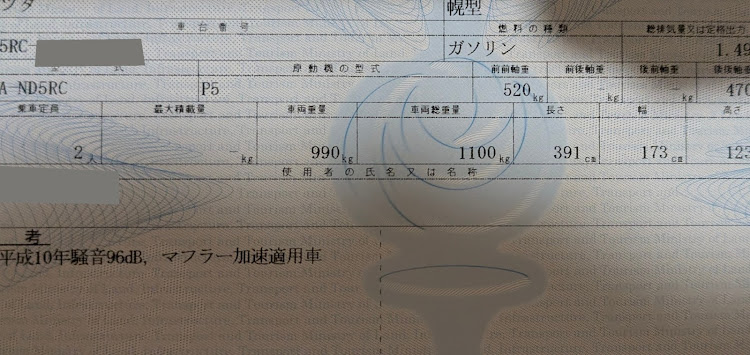 ツダ 幌型
車台番号 燃料の種類 総排気量又は定格出力
5RC ガソリン 1.49
型式 原動機の型式 前前軸重 前後軸重 後前軸重 後後軸重
A-ND5RC P5 520 kg -kg -kg 470
乗車定員 最大積載量 車両重量 車両総重量 長さ 幅 高さ
2人 -kg 990kg 1100kg 391cm 173cm 123
使用者の氏名又は名称
考
平成10年騒音96dB，マフラー加速適用車